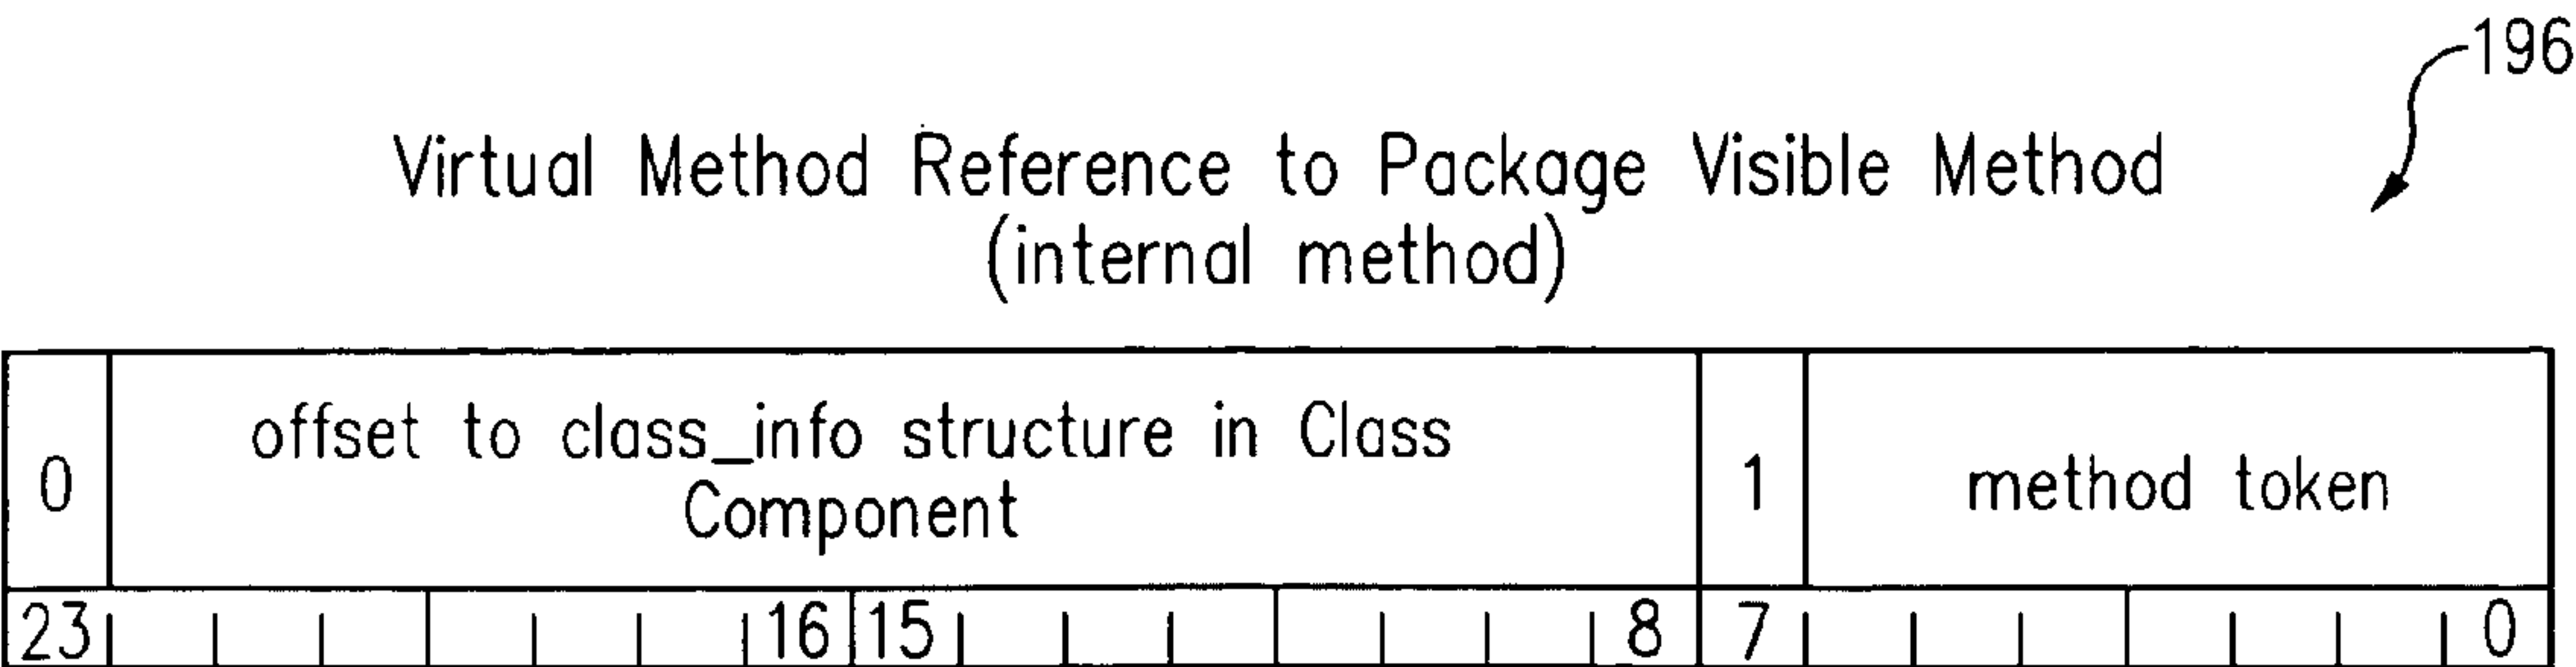 196
Virtual Method Reference to Package Visible Method
(internal method)
0 offset to class_info structure in Class 1 method token
Component
23 16 15 8 7 0